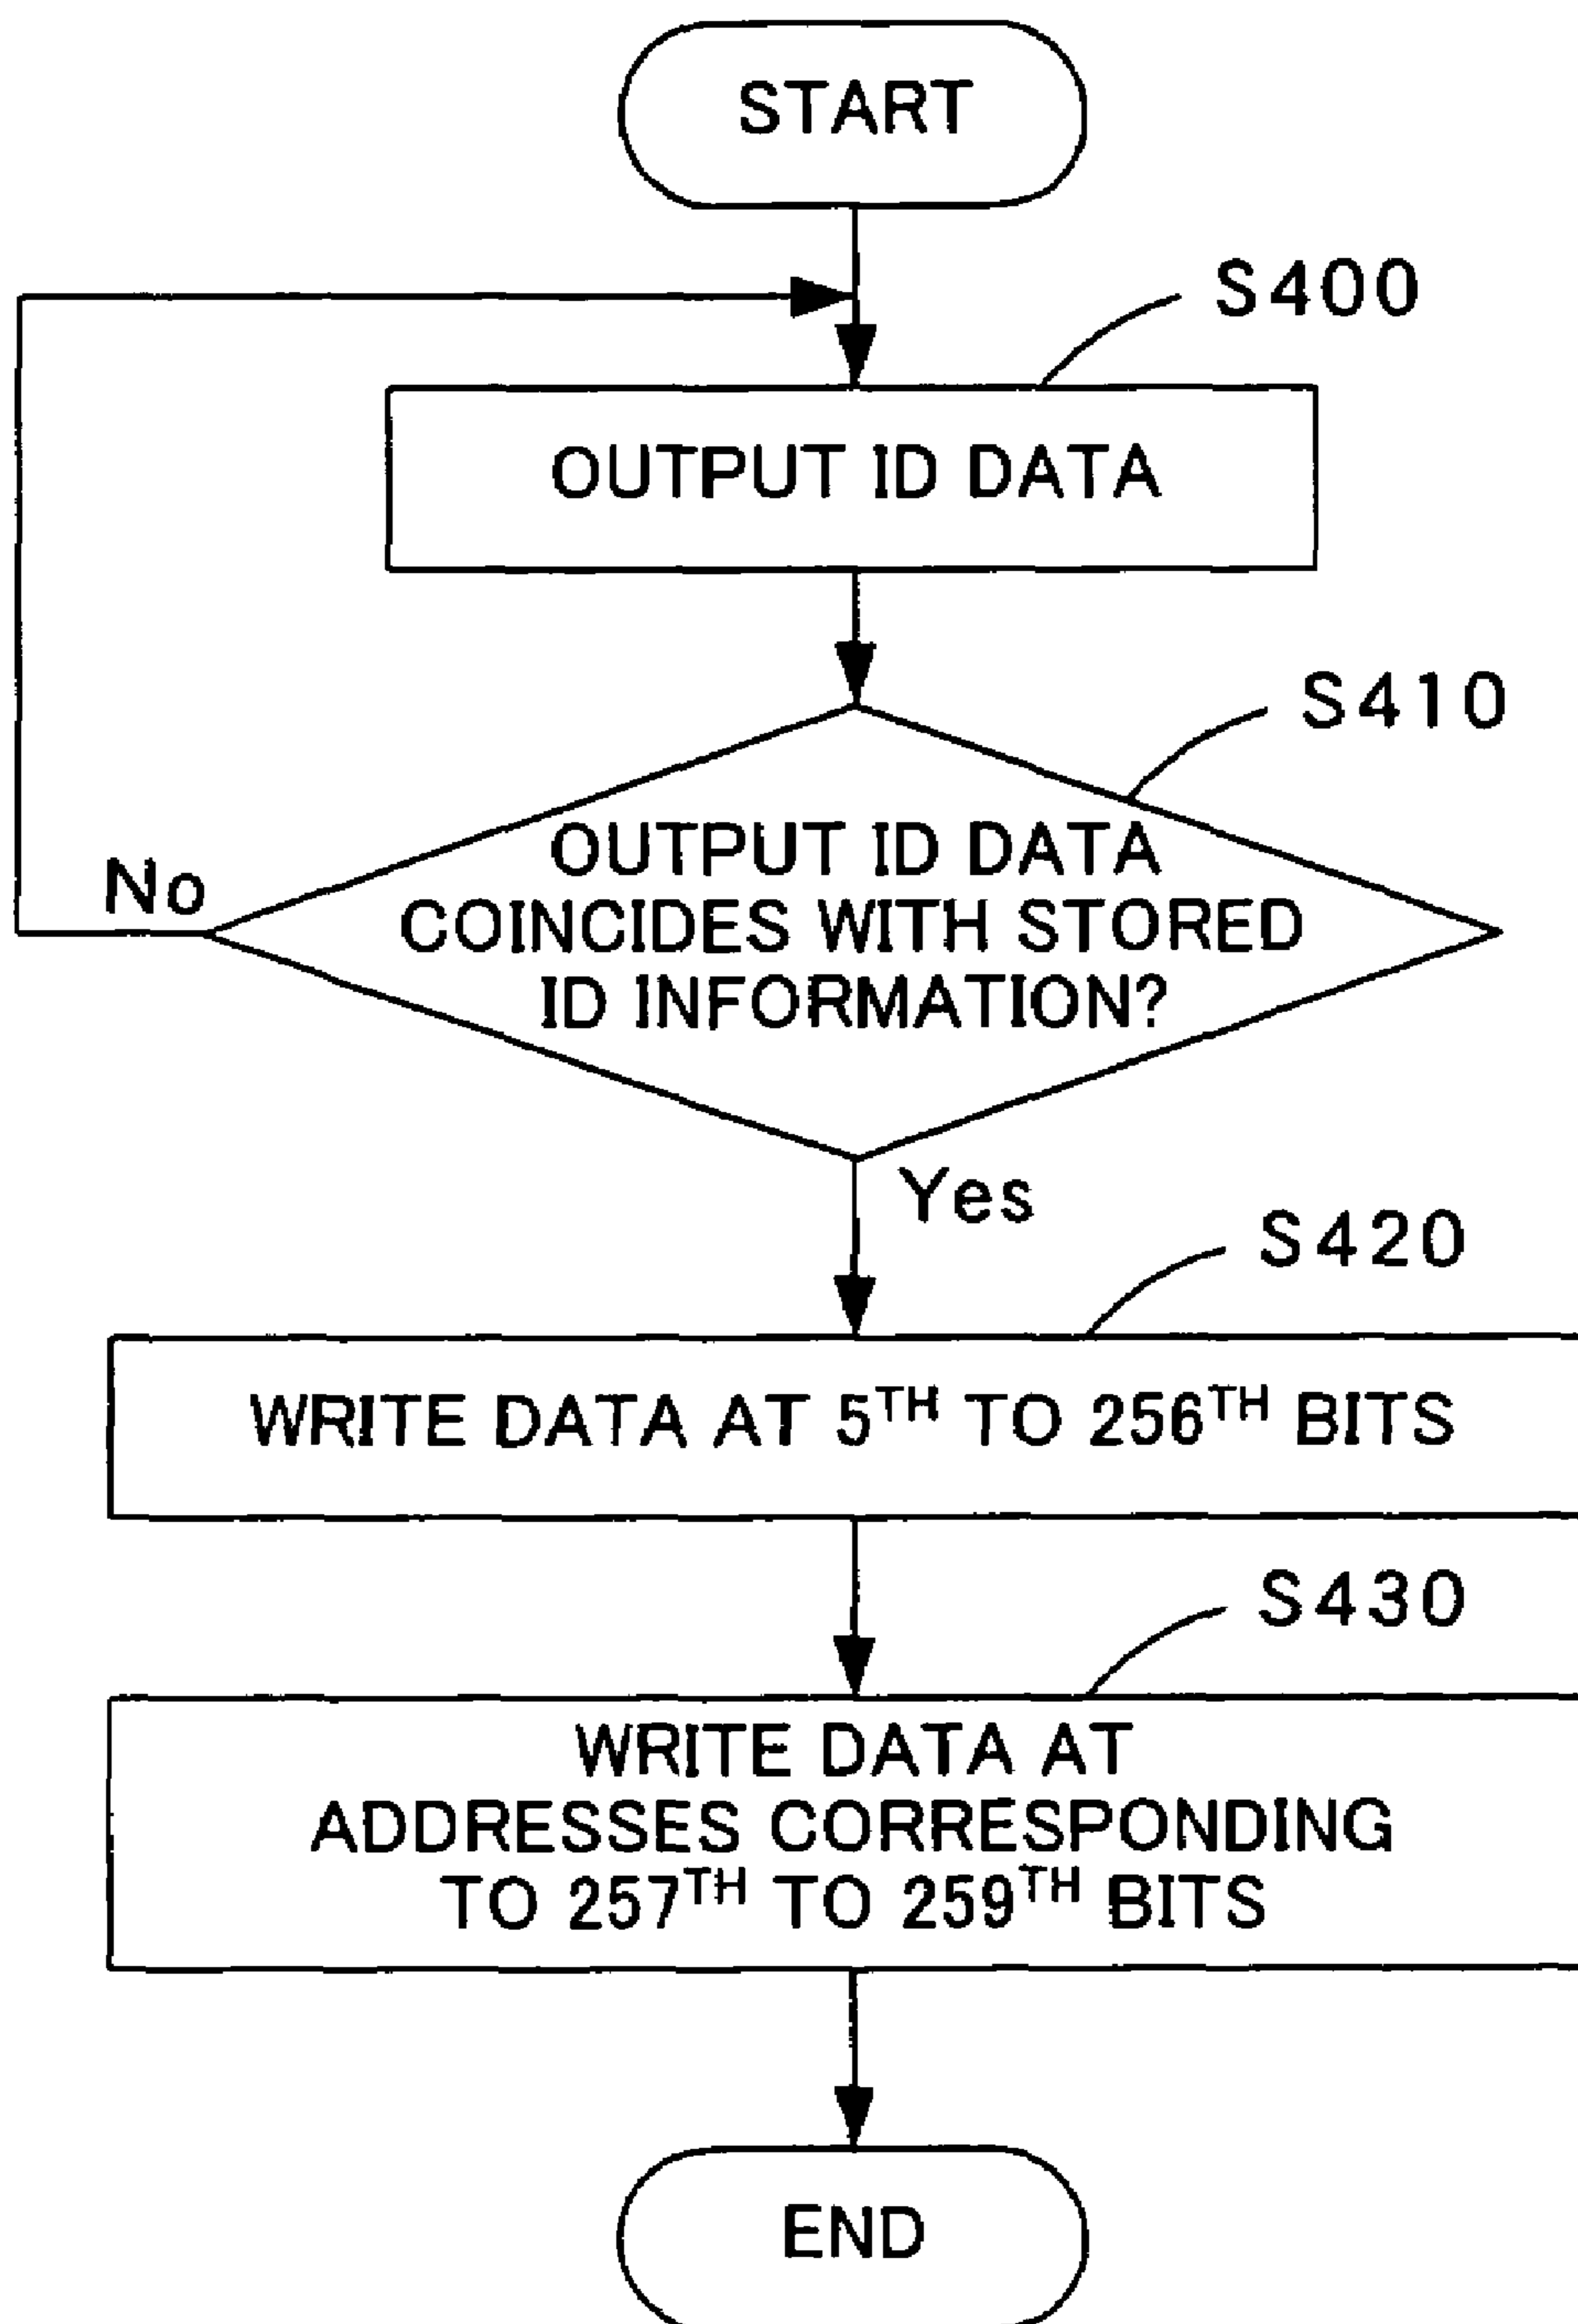 START
S400
OUTPUT ID DATA
S410
OUTPUT ID DATA
COINCIDES WITH STORED
ID INFORMATION?
No
Yes
S420
WRITE DATA AT 5TH TO 256TH BITS
S430
WRITE DATA AT
ADDRESSES CORRESPONDING
TO 257TH TO 259TH BITS
END